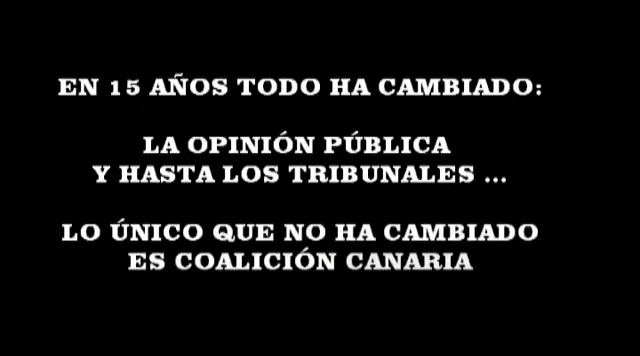 EN 15 AÑOS TODO HA CAMBIADO:
LA OPINIÓN PÚBLICA
Y HASTA LOS TRIBUNALES ...
LO ÚNICO QUE NO HA CAMBIADO
ES COALICIÓN CANARIA